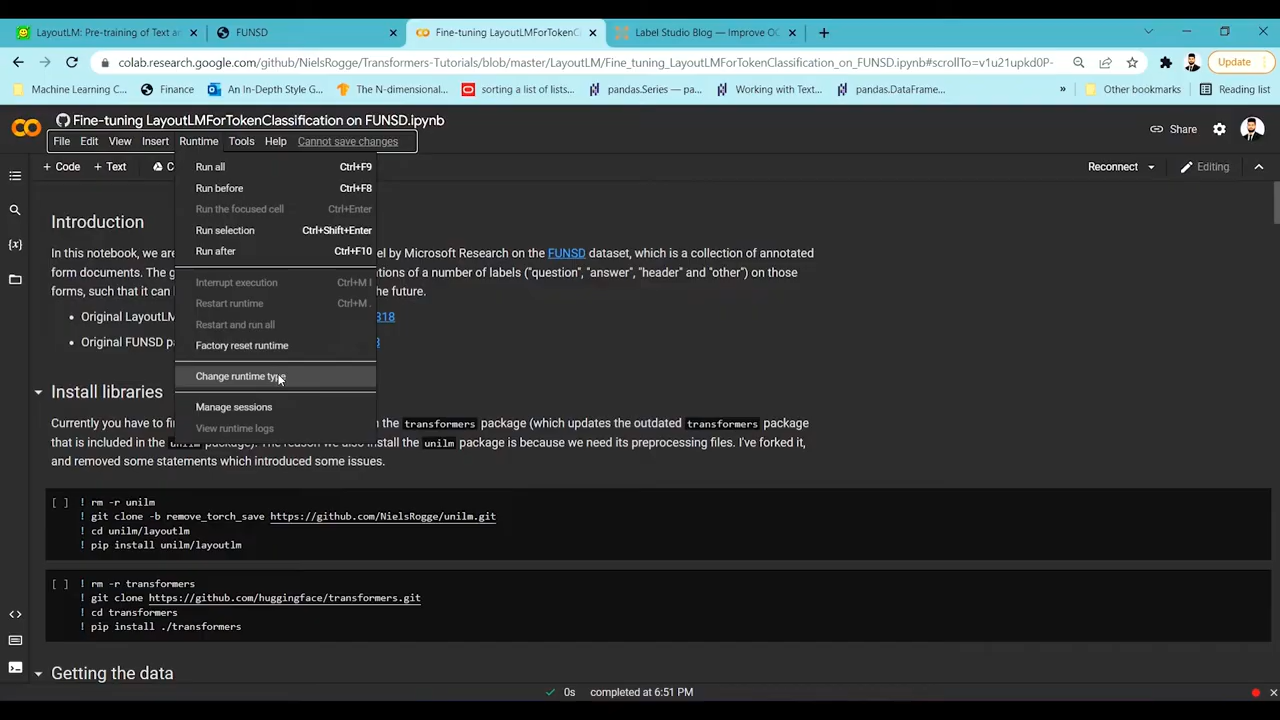 LayoutLM: Pre-training of Text ar
FUNSD
Fine-tuning LayoutLMForTokenC
Label Studio Blog — Improve OC
colab.research.google.com/github/NielsRogge/Transformers-Tutorials/blob/master/LayoutLM/Fine_tuning_LayoutLMForTokenClassification_on_FUNSD.ipynb#scrollTo=v1u21upkd0P-
Update
Machine Learning C...
Finance
An In-Depth Style G...
The N-dimensional...
sorting a list of lists...
pandas.Series — pa...
Working with Text...
pandas.DataFrame...
»
Other bookmarks
Reading list
Fine-tuning LayoutLMForTokenClassification on FUNSD.ipynb
File Edit View Insert Runtime Tools Help Cannot save changes
Share
+ Code + Text
Reconnect
Editing
Run all Ctrl+F9
Run before Ctrl+F8
Run the focused cell Ctrl+Enter
Run selection Ctrl+Shift+Enter
Run after Ctrl+F10
Interrupt execution Ctrl+M I
Restart runtime Ctrl+M .
Restart and run all
Factory reset runtime
Change runtime type
Manage sessions
View runtime logs
Introduction
In this notebook, we are el by Microsoft Research on the FUNSD dataset, which is a collection of annotated
form documents. The g ations of a number of labels ("question", "answer", "header" and "other") on those
forms, such that it can the future.
• Original LayoutLM 318
• Original FUNSD pa
Install libraries
Currently you have to fi n the transformers package (which updates the outdated transformers package
that is included in the unilm package). The reason we also install the unilm package is because we need its preprocessing files. I've forked it,
and removed some statements which introduced some issues.
[ ] ! rm -r unilm
! git clone -b remove_torch_save https://github.com/NielsRogge/unilm.git
! cd unilm/layoutlm
! pip install unilm/layoutlm
[ ] ! rm -r transformers
! git clone https://github.com/huggingface/transformers.git
! cd transformers
! pip install ./transformers
Getting the data
0s completed at 6:51 PM